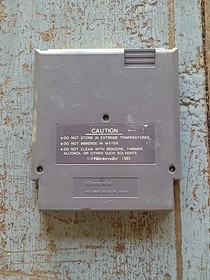 CAUTION
• DO NOT STORE IN EXTREME TEMPERATURES.
• DO NOT IMMERSE IN WATER.
• DO NOT CLEAN WITH BENZENE, THINNER,
ALCOHOL OR OTHER SUCH SOLVENTS.
©Nintendo 1985
Nintendo